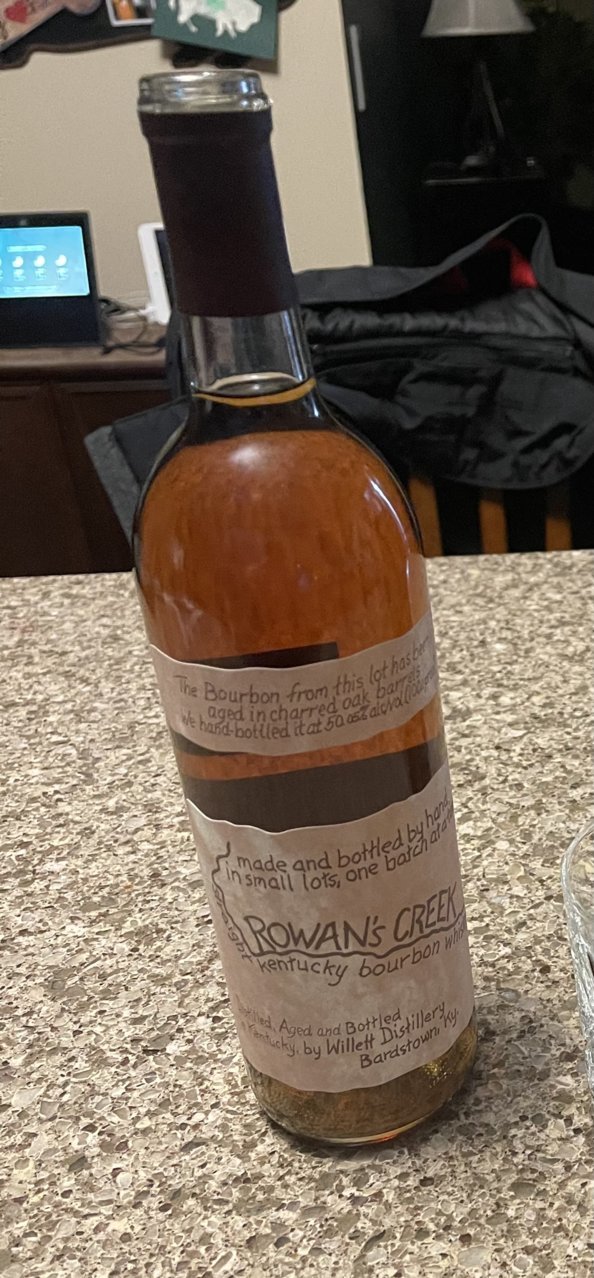 The Bourbon from this lot has been
aged in charred oak barrels
We hand-bottled it at 50.05% alc/vol (100.1
made and bottled by hand
in small lots, one batch at a
straight
ROWAN'S CREEK
kentucky bourbon whis
Distilled, Aged and Bottled
Kentucky, by Willett Distillery
Bardstown, Ky.